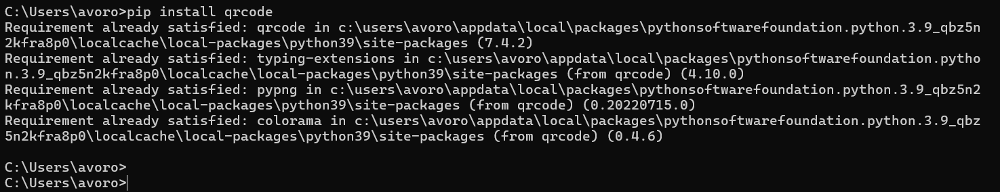 C:\Users\avoro>pip install qrcode
Requirement already satisfied: qrcode in c:\users\avoro\appdata\local\packages\pythonsoftwarefoundation.python.3.9_qbz5n
2kfra8p0\localcache\local-packages\python39\site-packages (7.4.2)
Requirement already satisfied: typing-extensions in c:\users\avoro\appdata\local\packages\pythonsoftwarefoundation.pytho
n.3.9_qbz5n2kfra8p0\localcache\local-packages\python39\site-packages (from qrcode) (4.10.0)
Requirement already satisfied: pypng in c:\users\avoro\appdata\local\packages\pythonsoftwarefoundation.python.3.9_qbz5n2
kfra8p0\localcache\local-packages\python39\site-packages (from qrcode) (0.20220715.0)
Requirement already satisfied: colorama in c:\users\avoro\appdata\local\packages\pythonsoftwarefoundation.python.3.9_qbz
5n2kfra8p0\localcache\local-packages\python39\site-packages (from qrcode) (0.4.6)
C:\Users\avoro>
C:\Users\avoro>